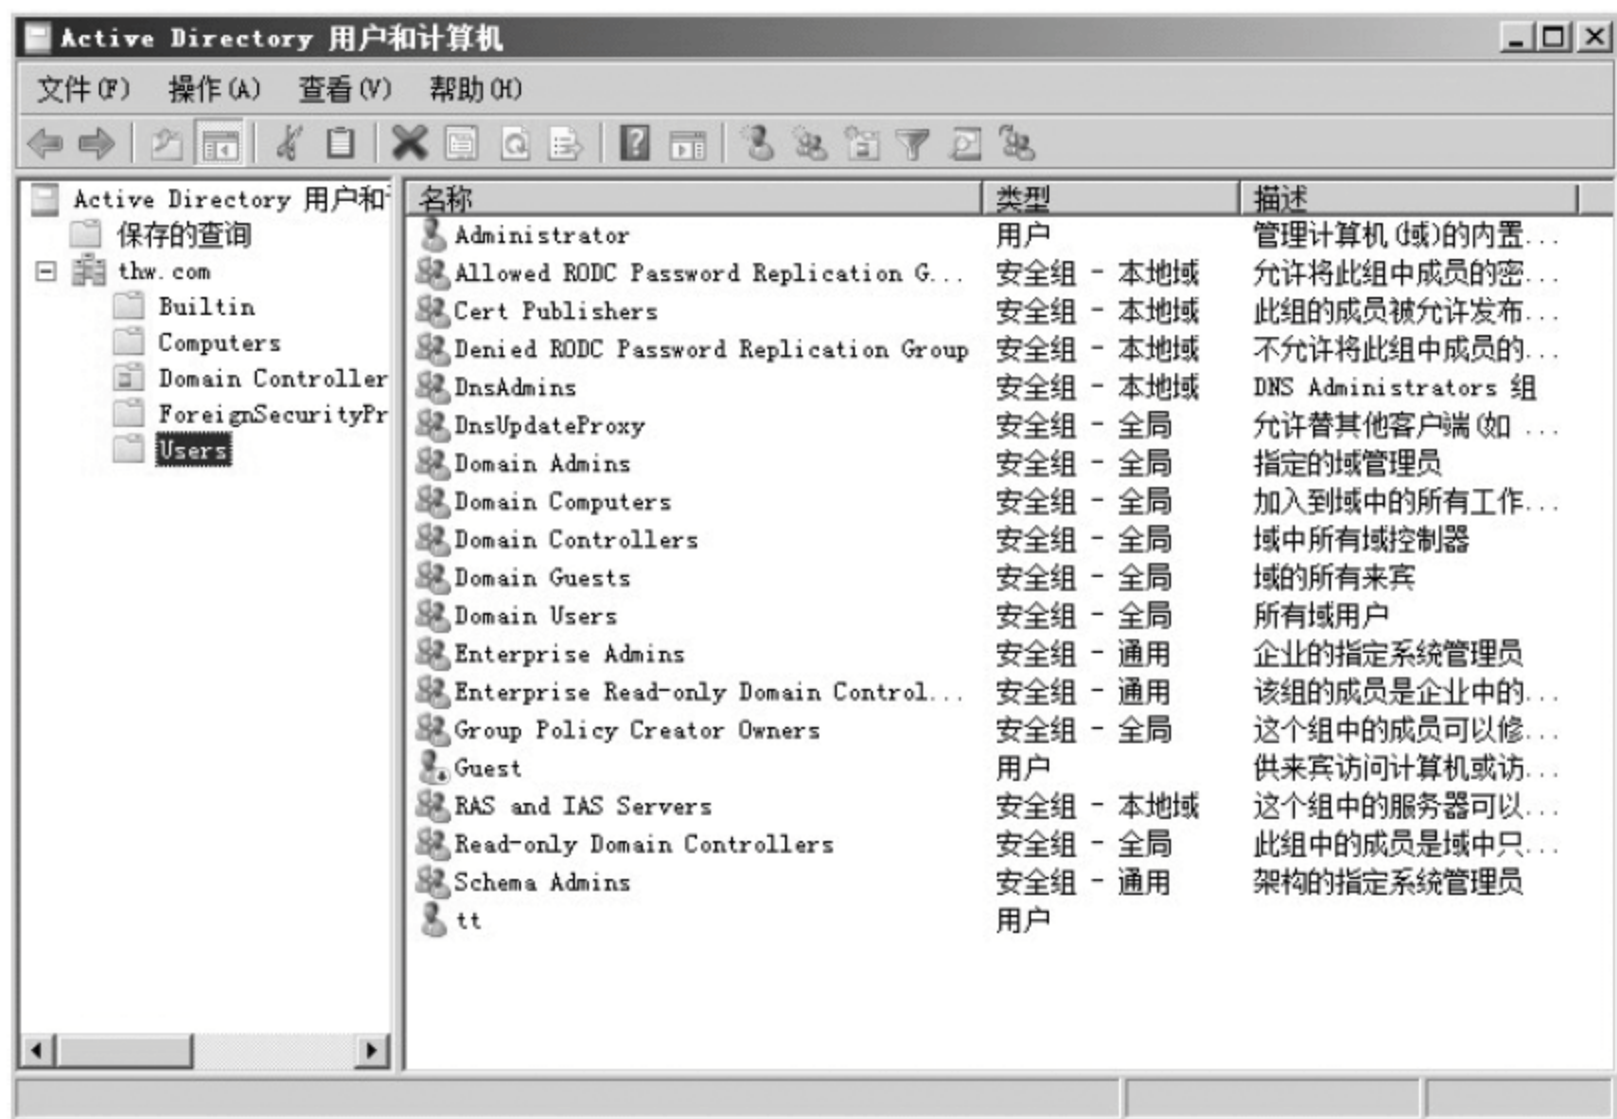 Active Directory 用户和计算机
文件(F) 操作(A) 查看(V) 帮助(H)
Active Directory 用户和
保存的查询
thw.com
Builtin
Computers
Domain Controller
ForeignSecurityPr
Users
名称 类型 描述
Administrator 用户 管理计算机(域)的内置...
Allowed RODC Password Replication G... 安全组 - 本地域 允许将此组中成员的密...
Cert Publishers 安全组 - 本地域 此组的成员被允许发布...
Denied RODC Password Replication Group 安全组 - 本地域 不允许将此组中成员的...
DnsAdmins 安全组 - 本地域 DNS Administrators 组
DnsUpdateProxy 安全组 - 全局 允许替其他客户端(如 ...
Domain Admins 安全组 - 全局 指定的域管理员
Domain Computers 安全组 - 全局 加入到域中的所有工作...
Domain Controllers 安全组 - 全局 域中所有域控制器
Domain Guests 安全组 - 全局 域的所有来宾
Domain Users 安全组 - 全局 所有域用户
Enterprise Admins 安全组 - 通用 企业的指定系统管理员
Enterprise Read-only Domain Control... 安全组 - 通用 该组的成员是企业中的...
Group Policy Creator Owners 安全组 - 全局 这个组中的成员可以修...
Guest 用户 供来宾访问计算机或访...
RAS and IAS Servers 安全组 - 本地域 这个组中的服务器可以...
Read-only Domain Controllers 安全组 - 全局 此组中的成员是域中只...
Schema Admins 安全组 - 通用 架构的指定系统管理员
tt 用户